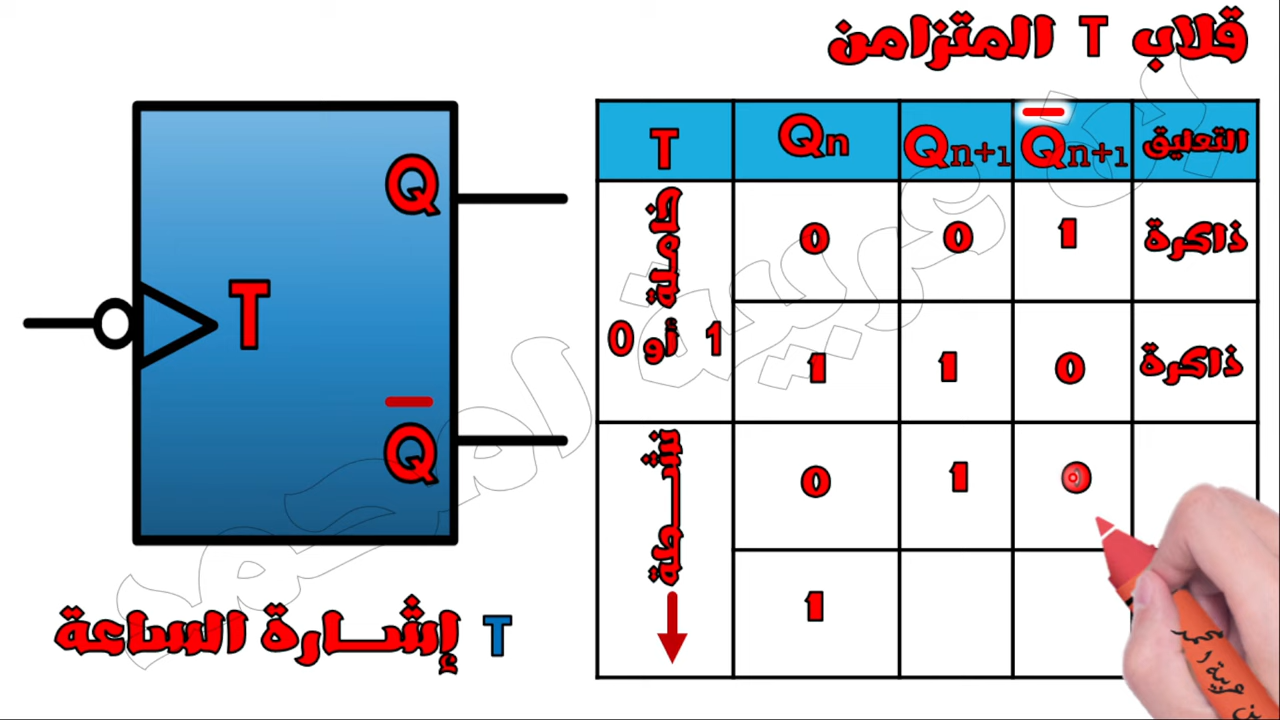 قلاب T المتزامن
T Qn Qn+1 Q̅n+1 التعليق
خاملة 0 0 1 ذاكرة
1 أو 0 1 1 0 ذاكرة
نشطة 0 1 0
1
Q
T
Q̅
T إشارة الساعة